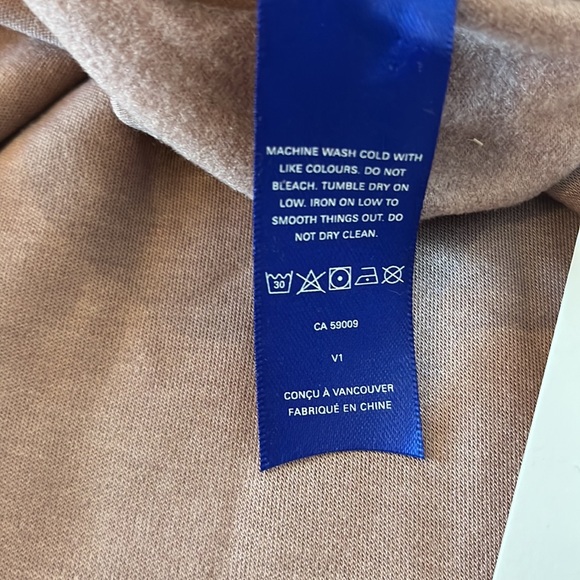 MACHINE WASH COLD WITH
LIKE COLOURS. DO NOT
BLEACH. TUMBLE DRY ON
LOW. IRON ON LOW TO
SMOOTH THINGS OUT. DO
NOT DRY CLEAN.
30
CA 59009
V1
CONÇU À VANCOUVER
FABRIQUÉ EN CHINE